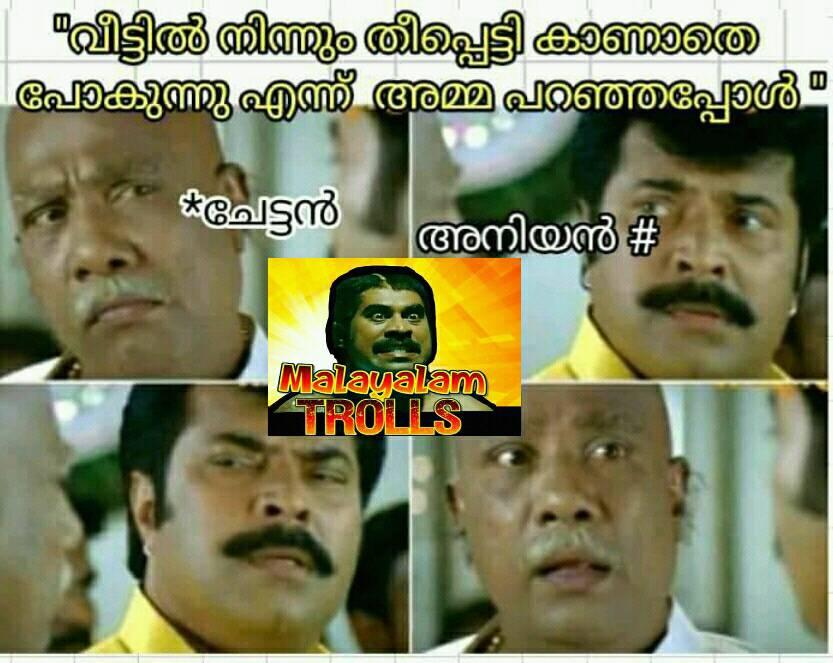 "വീട്ടിൽ നിന്നും തീപ്പെട്ടി കാണാതെ
പോകുന്നു എന്ന് അമ്മ പറഞ്ഞപ്പോൾ "
*ചേട്ടൻ
അനിയൻ #
Malayalam
TROLLS